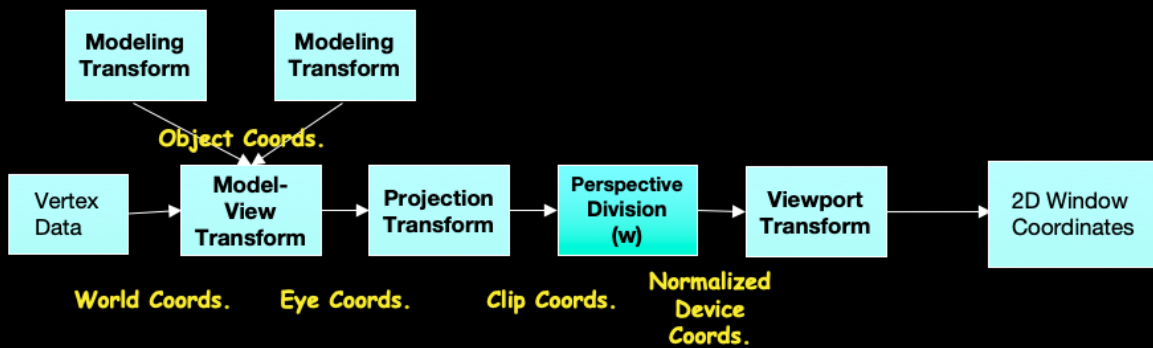 Modeling
Transform
Modeling
Transform
Object Coords.
Vertex
Data
Model-
View
Transform
Projection
Transform
Perspective
Division
(w)
Viewport
Transform
2D Window
Coordinates
World Coords.
Eye Coords.
Clip Coords.
Normalized
Device
Coords.